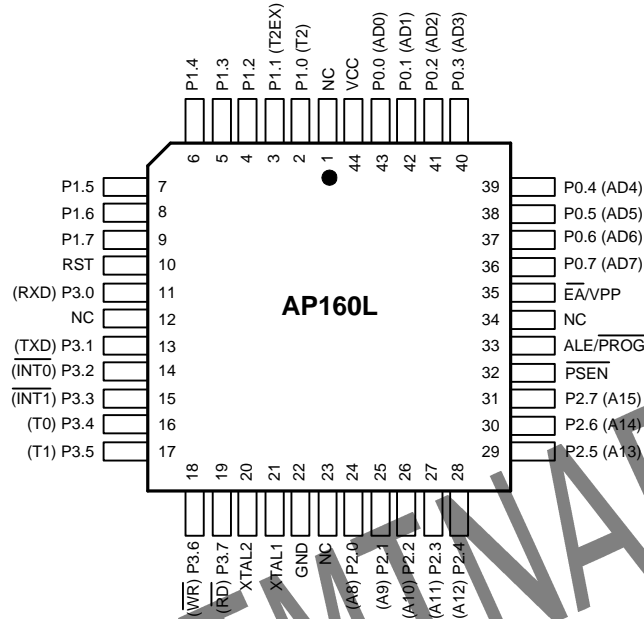 P1.4
P1.3
P1.2
P1.1 (T2EX)
P1.0 (T2)
NC
VCC
P0.0 (AD0)
P0.1 (AD1)
P0.2 (AD2)
P0.3 (AD3)
6
5
4
3
2
1
44
43
42
41
40
P1.5 7
P1.6 8
P1.7 9
RST 10
(RXD) P3.0 11
NC 12
(TXD) P3.1 13
(INT0) P3.2 14
(INT1) P3.3 15
(T0) P3.4 16
(T1) P3.5 17
AP160L
39 P0.4 (AD4)
38 P0.5 (AD5)
37 P0.6 (AD6)
36 P0.7 (AD7)
35 EA/VPP
34 NC
33 ALE/PROG
32 PSEN
31 P2.7 (A15)
30 P2.6 (A14)
29 P2.5 (A13)
18
19
20
21
22
23
24
25
26
27
28
(WR) P3.6
(RD) P3.7
XTAL2
XTAL1
GND
NC
(A8) P2.0
(A9) P2.1
(A10) P2.2
(A11) P2.3
(A12) P2.4